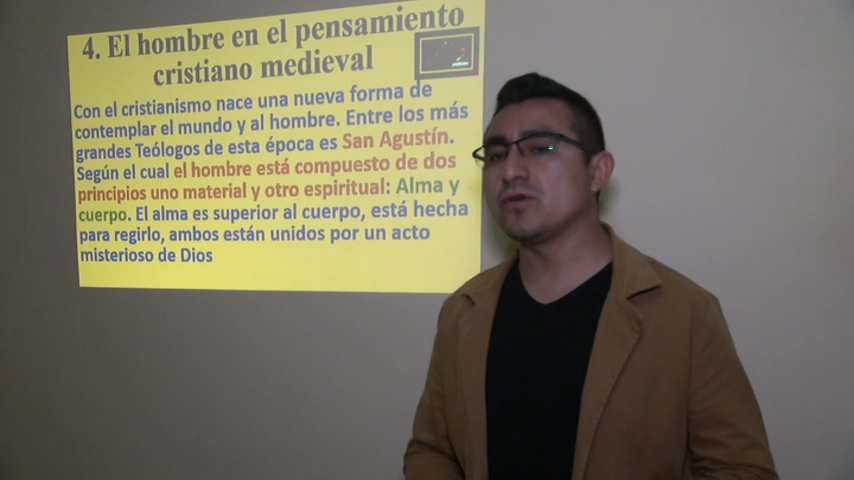 4. El hombre en el pensamiento
cristiano medieval
Con el cristianismo nace una nueva forma de
contemplar el mundo y al hombre. Entre los más
grandes Teólogos de esta época es San Agustín.
Según el cual el hombre está compuesto de dos
principios uno material y otro espiritual: Alma y
cuerpo. El alma es superior al cuerpo, está hecha
para regirlo, ambos están unidos por un acto
misterioso de Dios